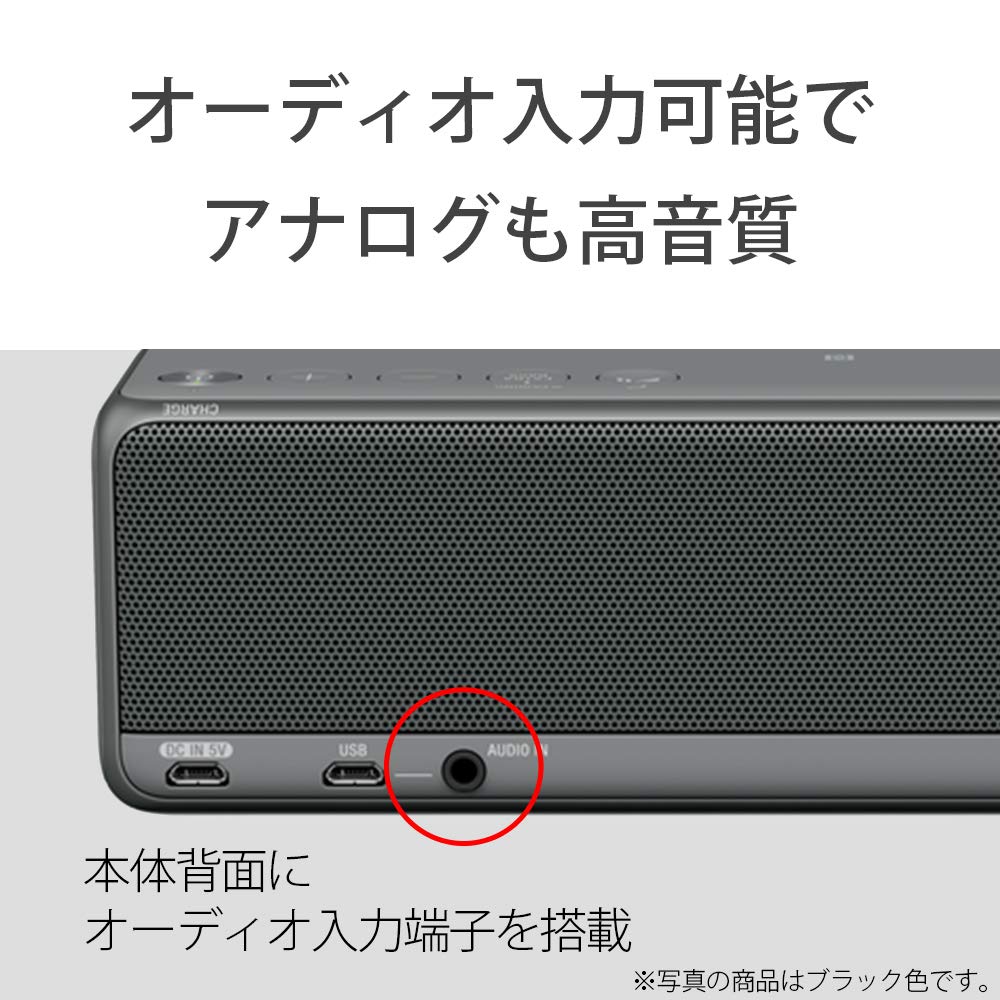 オーディオ入力可能で
アナログも高音質
CHARGE
DC IN 5V
USB
AUDIO IN
本体背面に
オーディオ入力端子を搭載
※写真の商品はブラック色です。